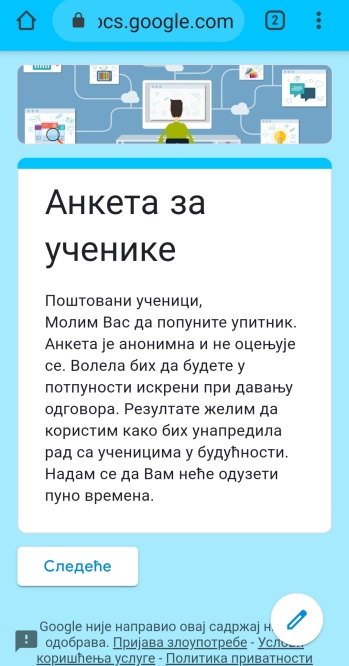 ocs.google.com
2
Анкета за
ученике
Поштовани ученици,
Молим Вас да попуните упитник.
Анкета је анонимна и не оцењује
се. Волела бих да будете у
потпуности искрени при давању
одговора. Резултате желим да
користим како бих унапредила
рад са ученицима у будућности.
Надам се да Вам неће одузети
пуно времена.
Следеће
Google није направио овај садржај
одобрава. Пријава злоупотребе -
коришћења услуге - Политика приватности